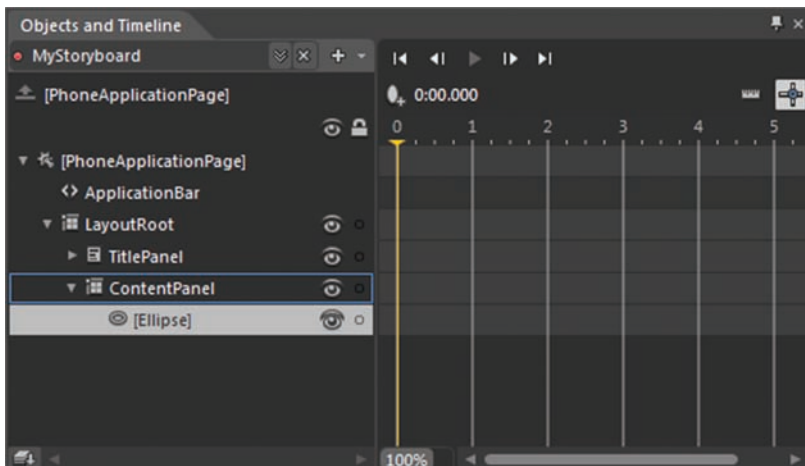 Objects and Timeline
MyStoryboard
[PhoneApplicationPage]
0:00.000
0 1 2 3 4 5
[PhoneApplicationPage]
ApplicationBar
LayoutRoot
TitlePanel
ContentPanel
[Ellipse]
100%